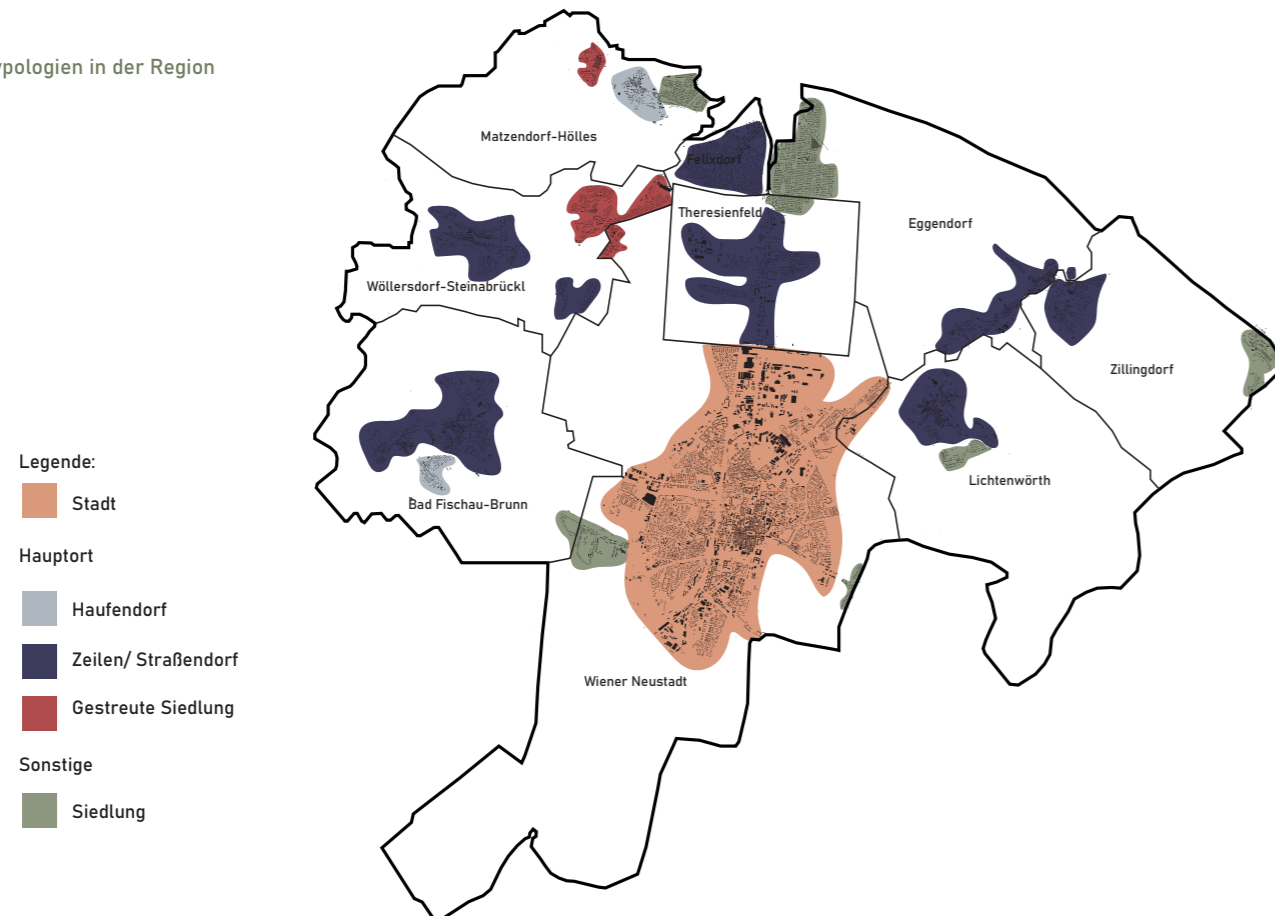 ypologien in der Region
Matzendorf-Hölles
Felixdorf
Theresienfeld
Eggendorf
Wöllersdorf-Steinabrückl
Zillingdorf
Lichtenwörth
Bad Fischau-Brunn
Wiener Neustadt
Legende:
Stadt
Hauptort
Haufendorf
Zeilen/ Straßendorf
Gestreute Siedlung
Sonstige
Siedlung